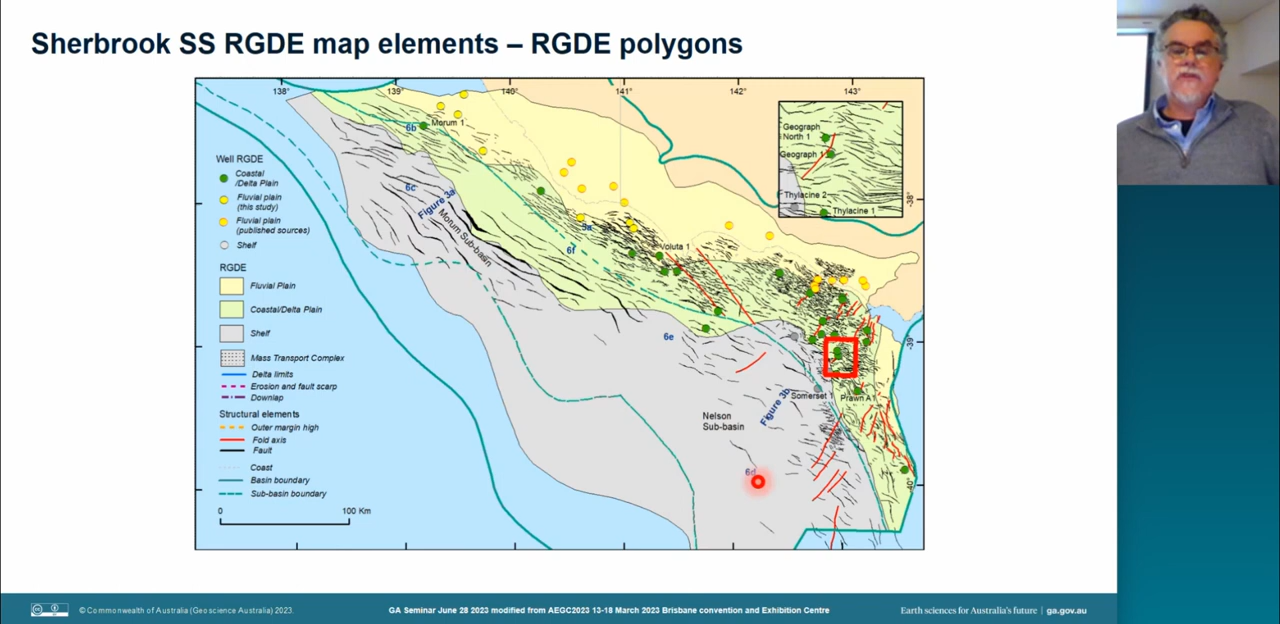 Sherbrook SS RGDE map elements – RGDE polygons
138°
139°
140°
141°
142°
143°
Morum 1
6b
6c
Figure 3a
Morum Sub-basin
6f
Voluta 1
6e
Nelson
Sub-basin
6d
Figure 3b
Somerset 1
Prawn A1
Geograph
North 1
Geograph 1
Thylacine 2
Thylacine 1
-38°
-39°
-40°
Well RGDE
Coastal
/Delta Plain
Fluvial plain
(this study)
Fluvial plain
(published sources)
Shelf
RGDE
Fluvial Plain
Coastal/Delta Plain
Shelf
Mass Transport Complex
Delta limits
Erosion and fault scarp
Downlap
Structural elements
Outer margin high
Fold axis
Fault
Coast
Basin boundary
Sub-basin boundary
0 100 Km
© Commonwealth of Australia (Geoscience Australia) 2023.
GA Seminar June 28 2023 modified from AEGC2023 13-18 March 2023 Brisbane convention and Exhibition Centre
Earth sciences for Australia's future | ga.gov.au